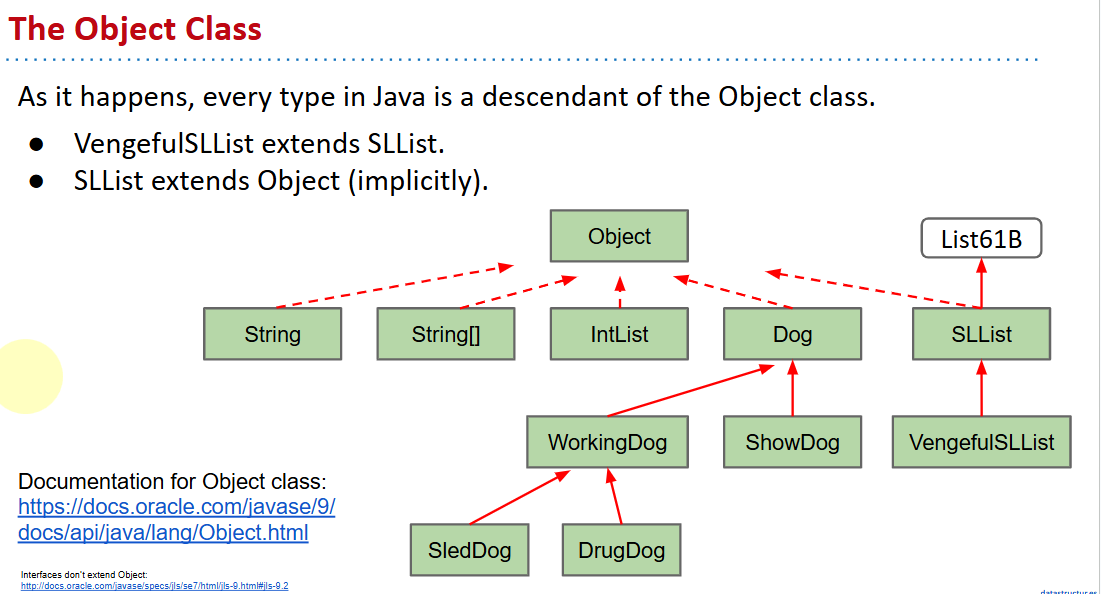 The Object Class
As it happens, every type in Java is a descendant of the Object class.
● VengefulSLList extends SLList.
● SLList extends Object (implicitly).
Object
List61B
String
String[]
IntList
Dog
SLList
WorkingDog
ShowDog
VengefulSLList
SledDog
DrugDog
Documentation for Object class:
https://docs.oracle.com/javase/9/
docs/api/java/lang/Object.html
Interfaces don't extend Object:
http://docs.oracle.com/javase/specs/jls/se7/html/jls-9.html#jls-9.2
datastructur.es